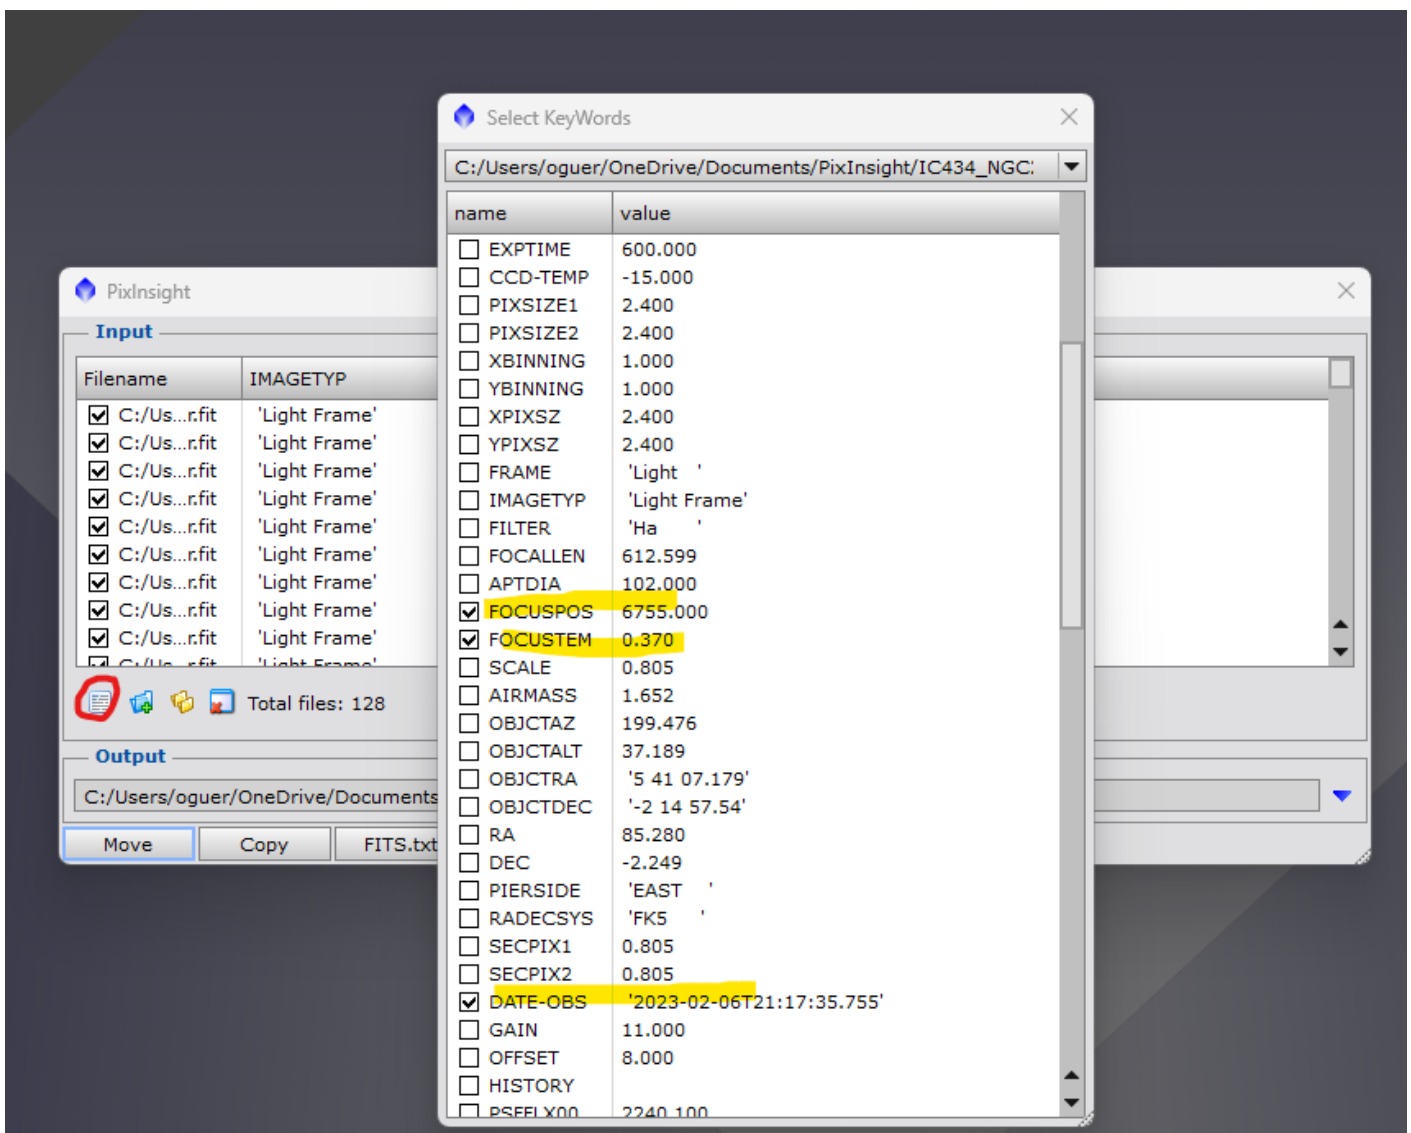 Select KeyWords
C:/Users/oguer/OneDrive/Documents/PixInsight/IC434_NGC:
name value
EXPTIME 600.000
CCD-TEMP -15.000
PIXSIZE1 2.400
PIXSIZE2 2.400
XBINNING 1.000
YBINNING 1.000
XPIXSZ 2.400
YPIXSZ 2.400
FRAME 'Light '
IMAGETYP 'Light Frame'
FILTER 'Ha '
FOCALLEN 612.599
APTDIA 102.000
FOCUSPOS 6755.000
FOCUSTEM 0.370
SCALE 0.805
AIRMASS 1.652
OBJCTAZ 199.476
OBJCTALT 37.189
OBJCTRA '5 41 07.179'
OBJCTDEC '-2 14 57.54'
RA 85.280
DEC -2.249
PIERSIDE 'EAST '
RADECSYS 'FK5 '
SECPIX1 0.805
SECPIX2 0.805
DATE-OBS '2023-02-06T21:17:35.755'
GAIN 11.000
OFFSET 8.000
HISTORY
PSFFLX00 2240.100
PixInsight
Input
Filename IMAGETYP
C:/Us...r.fit 'Light Frame'
C:/Us...r.fit 'Light Frame'
C:/Us...r.fit 'Light Frame'
C:/Us...r.fit 'Light Frame'
C:/Us...r.fit 'Light Frame'
C:/Us...r.fit 'Light Frame'
C:/Us...r.fit 'Light Frame'
C:/Us...r.fit 'Light Frame'
C:/Us...r.fit 'Light Frame'
C:/Us...r.fit 'Light Frame'
Total files: 128
Output
C:/Users/oguer/OneDrive/Documents
Move Copy FITS.txt